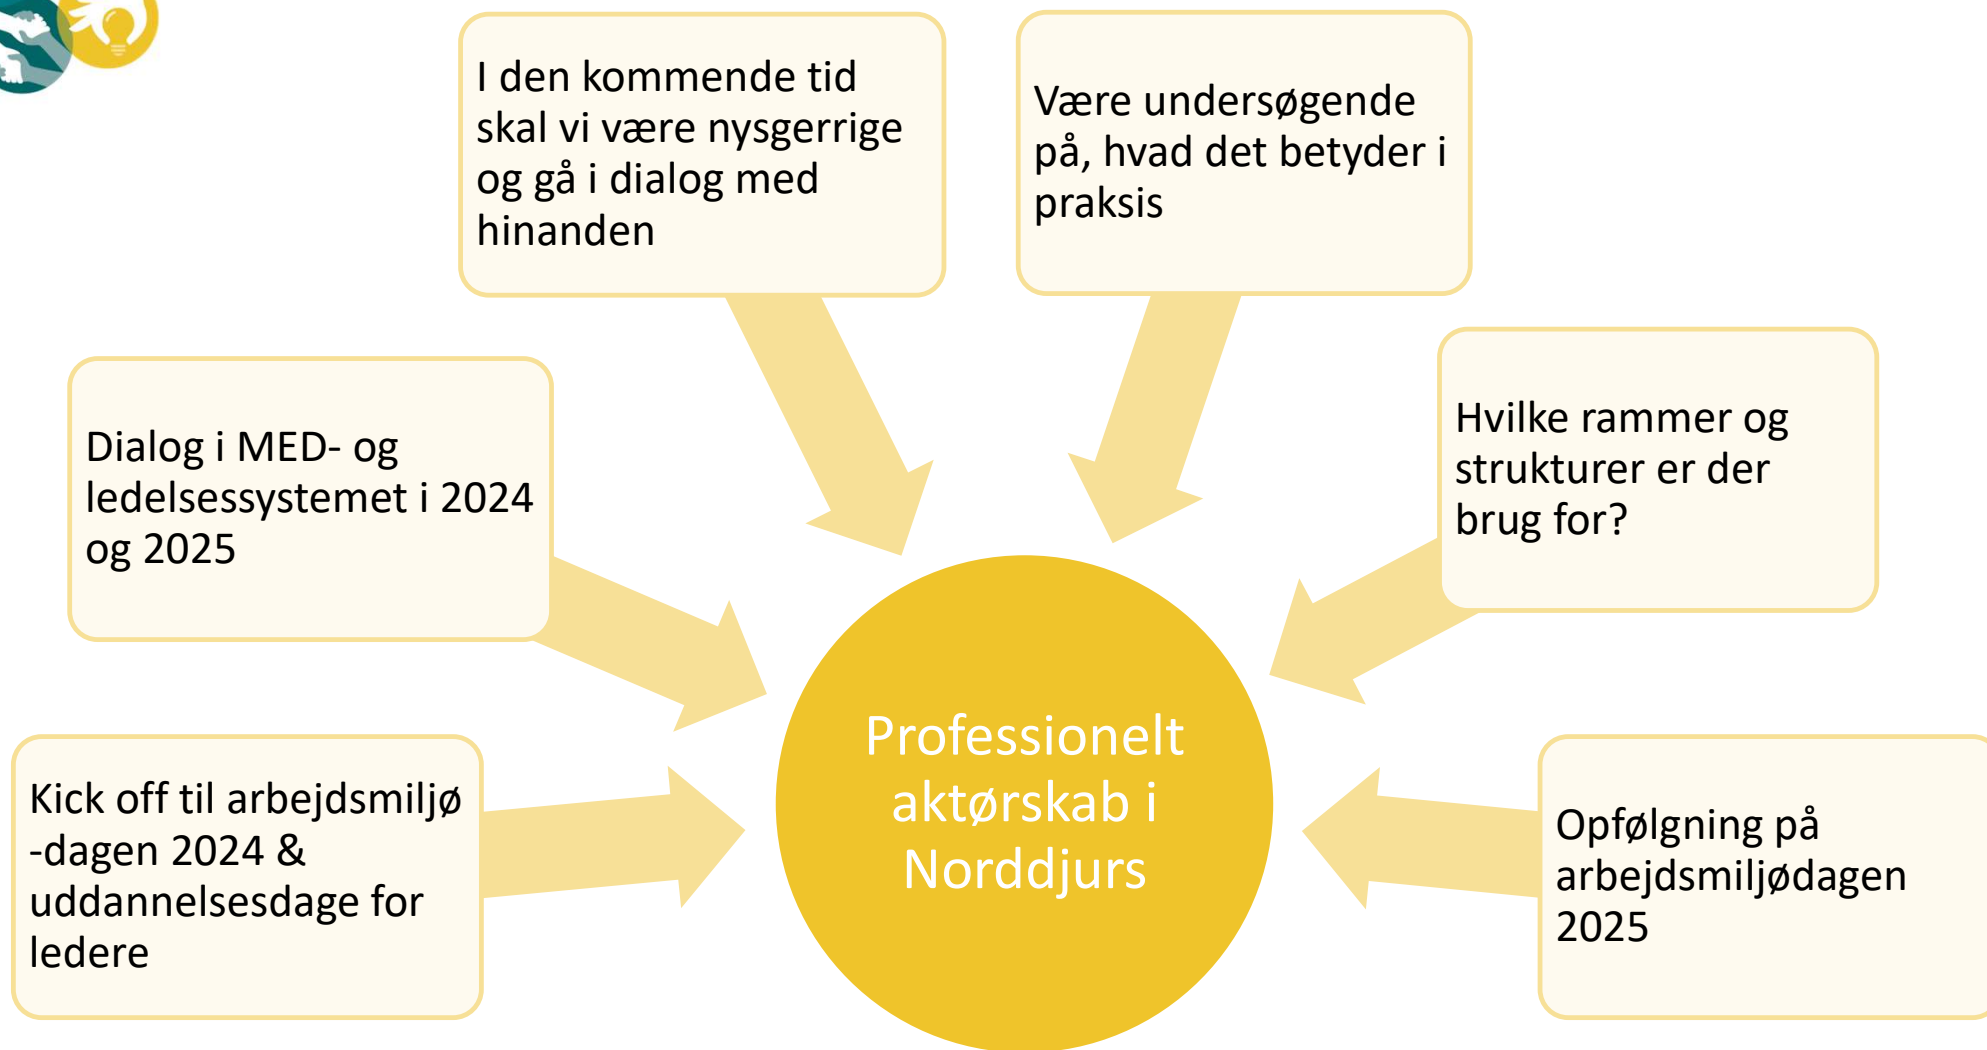 I den kommende tid
skal vi være nysgerrige
og gå i dialog med
hinanden
Være undersøgende
på, hvad det betyder i
praksis
Dialog i MED- og
ledelsessystemet i 2024
og 2025
Hvilke rammer og
strukturer er der
brug for?
Kick off til arbejdsmiljø
-dagen 2024 &
uddannelsesdage for
ledere
Professionelt
aktørskab i
Norddjurs
Opfølgning på
arbejdsmiljødagen
2025